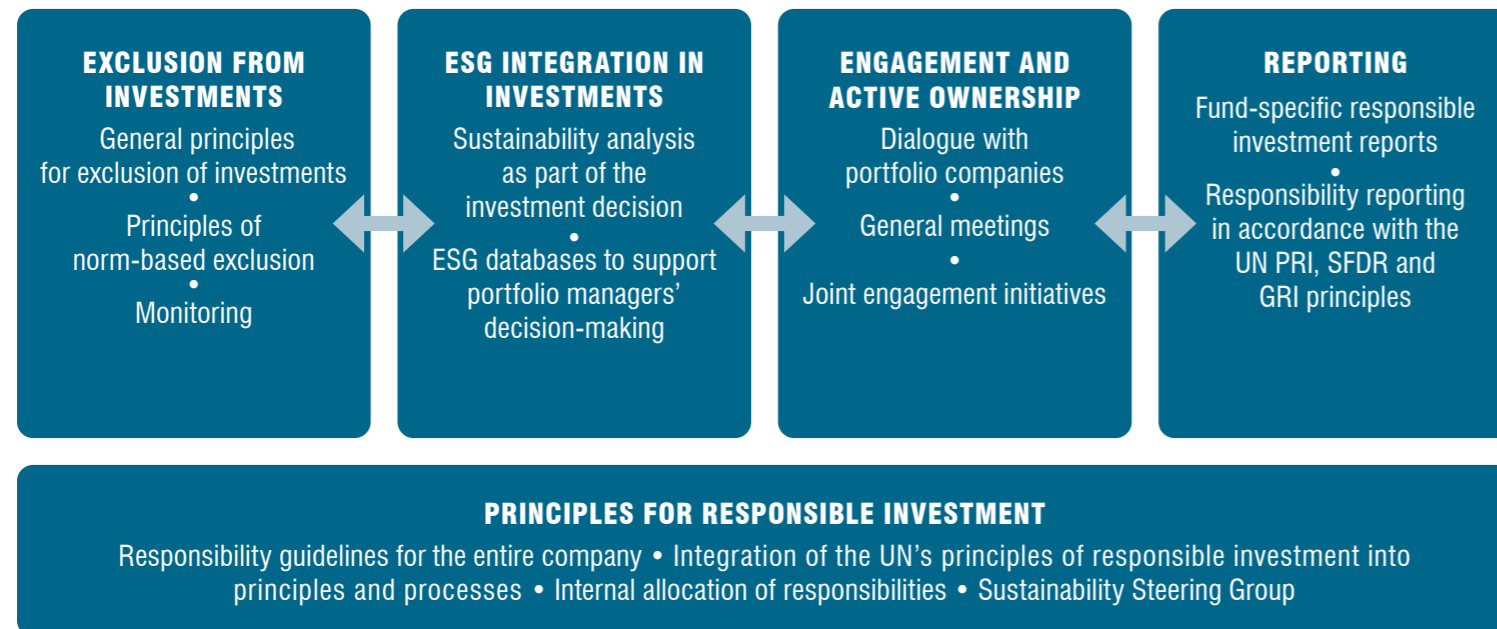 EXCLUSION FROM
INVESTMENTS
General principles
for exclusion of investments
•
Principles of
norm-based exclusion
•
Monitoring
ESG INTEGRATION IN
INVESTMENTS
Sustainability analysis
as part of the
investment decision
•
ESG databases to support
portfolio managers’
decision-making
ENGAGEMENT AND
ACTIVE OWNERSHIP
Dialogue with
portfolio companies
•
General meetings
•
Joint engagement initiatives
REPORTING
Fund-specific responsible
investment reports
•
Responsibility reporting
in accordance with the
UN PRI, SFDR and
GRI principles
PRINCIPLES FOR RESPONSIBLE INVESTMENT
Responsibility guidelines for the entire company • Integration of the UN’s principles of responsible investment into
principles and processes • Internal allocation of responsibilities • Sustainability Steering Group